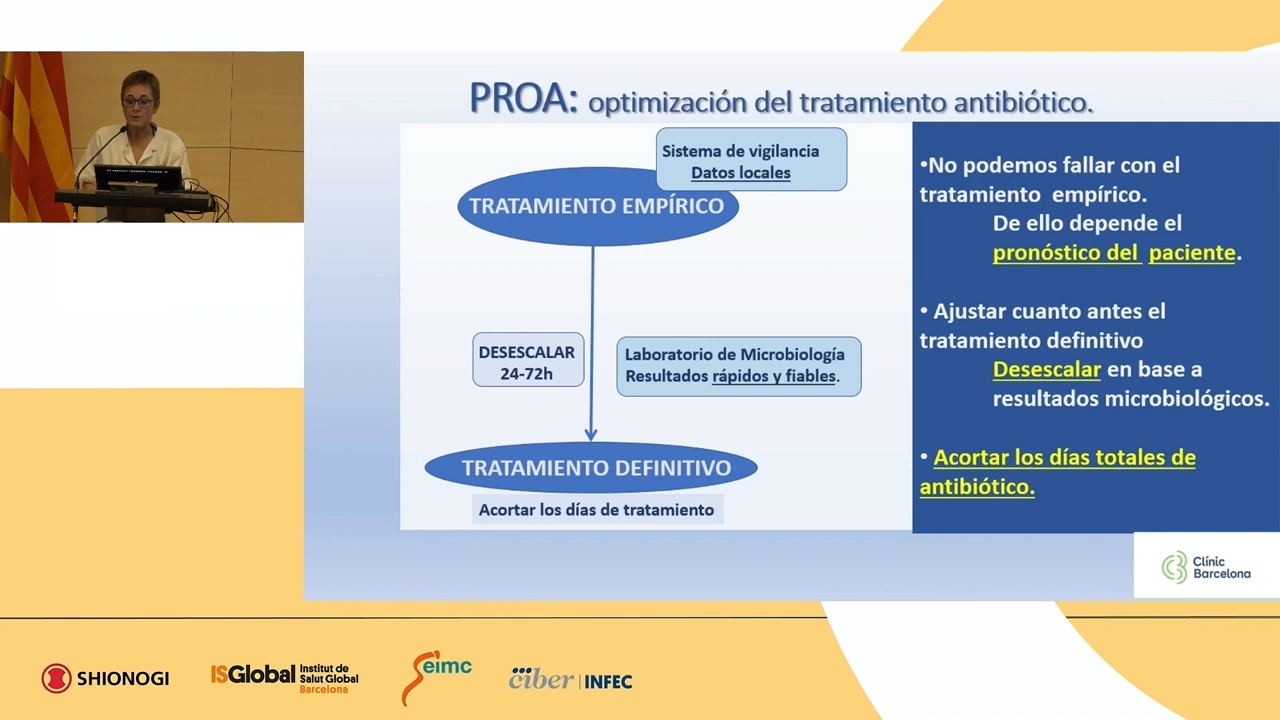 PROA: optimización del tratamiento antibiótico.
Sistema de vigilancia
Datos locales
TRATAMIENTO EMPÍRICO
DESESCALAR
24-72h
Laboratorio de Microbiología
Resultados rápidos y fiables.
TRATAMIENTO DEFINITIVO
Acortar los días de tratamiento
•No podemos fallar con el
tratamiento empírico.
De ello depende el
pronóstico del paciente.
• Ajustar cuanto antes el
tratamiento definitivo
Desescalar en base a
resultados microbiológicos.
• Acortar los días totales de
antibiótico.
Clínic
Barcelona
SHIONOGI
ISGlobal
Institut de
Salut Global
Barcelona
Seimc
ciber
INFEC